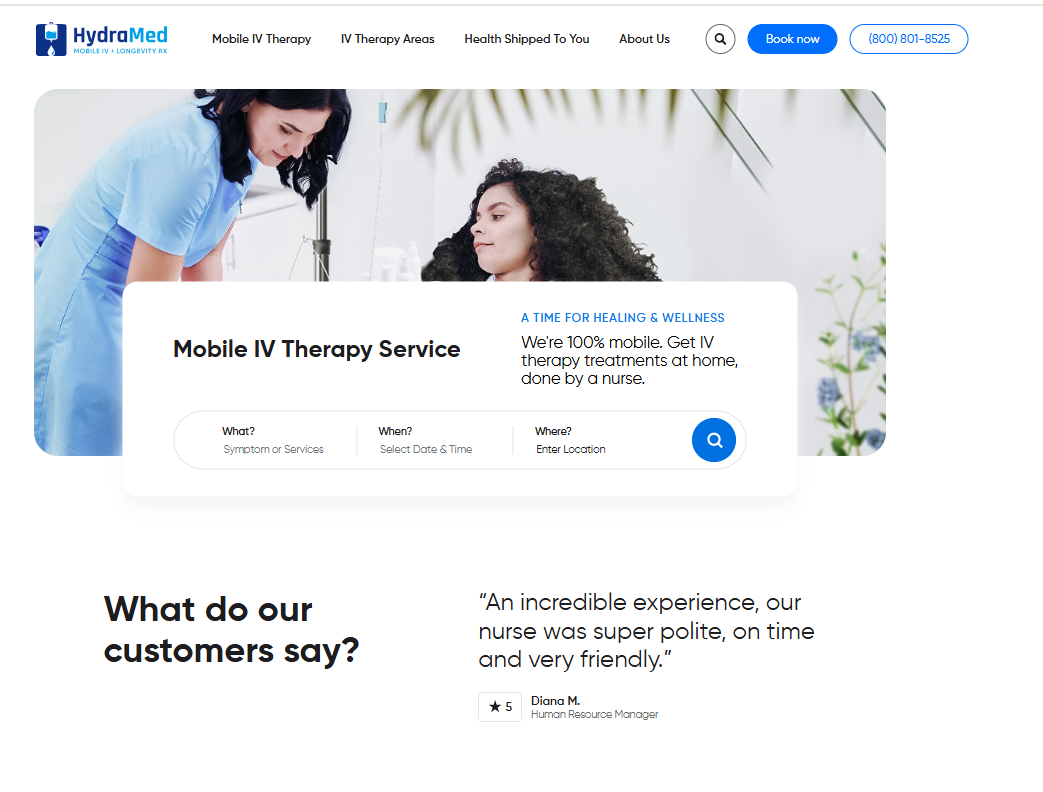 HydraMed
MOBILE IV + LONGEVITY RX
Mobile IV Therapy
IV Therapy Areas
Health Shipped To You
About Us
Book now
(800) 801-8525
Mobile IV Therapy Service
A TIME FOR HEALING & WELLNESS
We're 100% mobile. Get IV
therapy treatments at home,
done by a nurse.
What?
Symptom or Services
When?
Select Date & Time
Where?
Enter Location
What do our
customers say?
“An incredible experience, our
nurse was super polite, on time
and very friendly.”
★ 5
Diana M.
Human Resource Manager